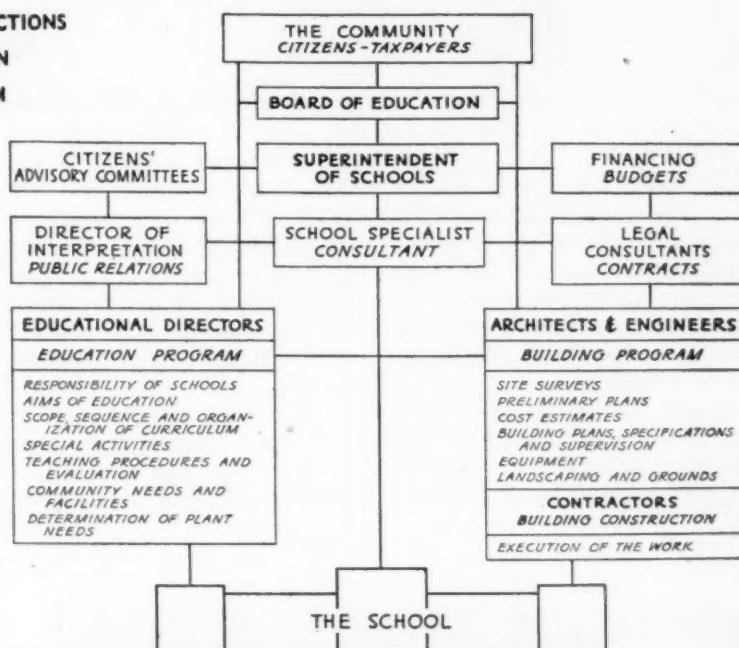 CTIONS
N
M
THE COMMUNITY
CITIZENS-TAXPAYERS
BOARD OF EDUCATION
CITIZENS'
ADVISORY COMMITTEES
SUPERINTENDENT
OF SCHOOLS
FINANCING
BUDGETS
DIRECTOR OF
INTERPRETATION
PUBLIC RELATIONS
SCHOOL SPECIALIST
CONSULTANT
LEGAL
CONSULTANTS
CONTRACTS
EDUCATIONAL DIRECTORS
EDUCATION PROGRAM
RESPONSIBILITY OF SCHOOLS
AIMS OF EDUCATION
SCOPE, SEQUENCE AND ORGAN-
IZATION OF CURRICULUM
SPECIAL ACTIVITIES
TEACHING PROCEDURES AND
EVALUATION
COMMUNITY NEEDS AND
FACILITIES
DETERMINATION OF PLANT
NEEDS
ARCHITECTS & ENGINEERS
BUILDING PROGRAM
SITE SURVEYS
PRELIMINARY PLANS
COST ESTIMATES
BUILDING PLANS, SPECIFICATIONS
AND SUPERVISION
EQUIPMENT
LANDSCAPING AND GROUNDS
CONTRACTORS
BUILDING CONSTRUCTION
EXECUTION OF THE WORK
THE SCHOOL